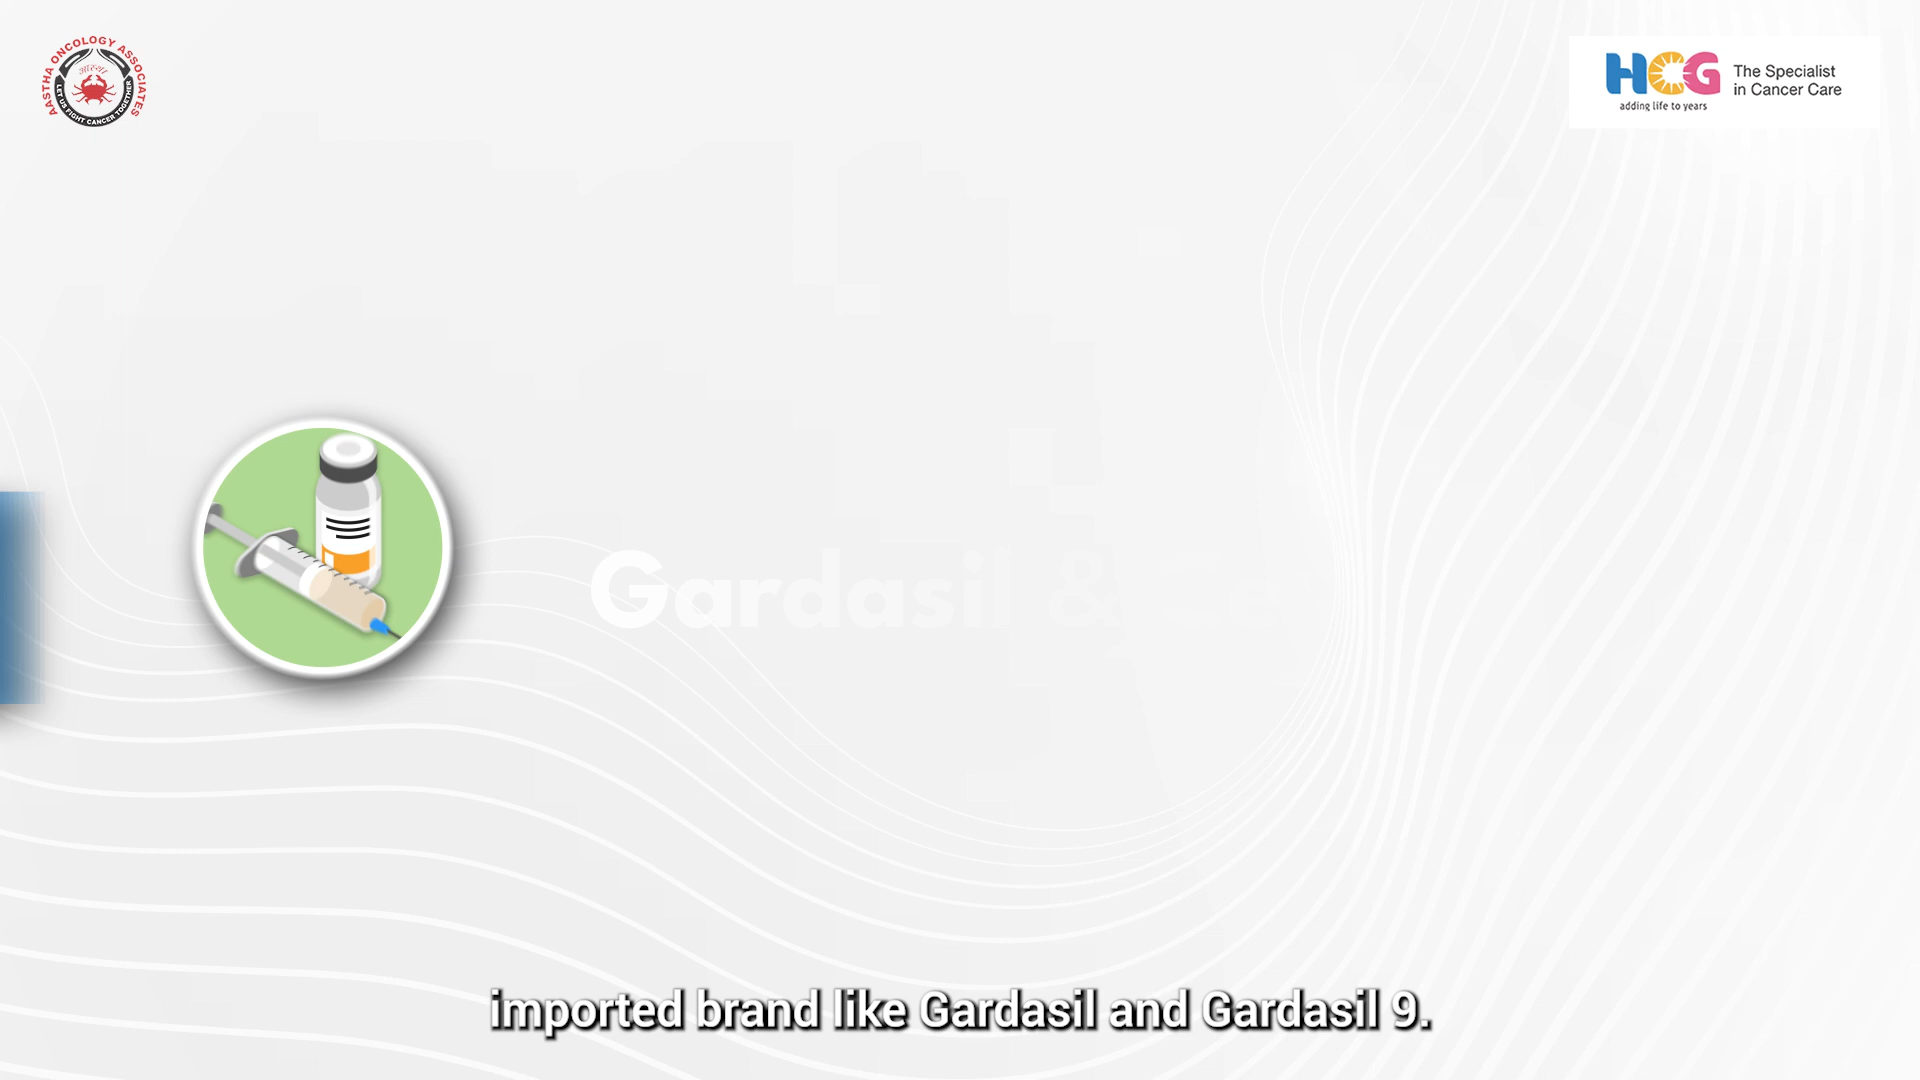 AASTHA ONCOLOGY ASSOCIATES
आस्था
LET US FIGHT CANCER TOGETHER
HCG
adding life to years
The Specialist
in Cancer Care
Gardasil &
imported brand like Gardasil and Gardasil 9.